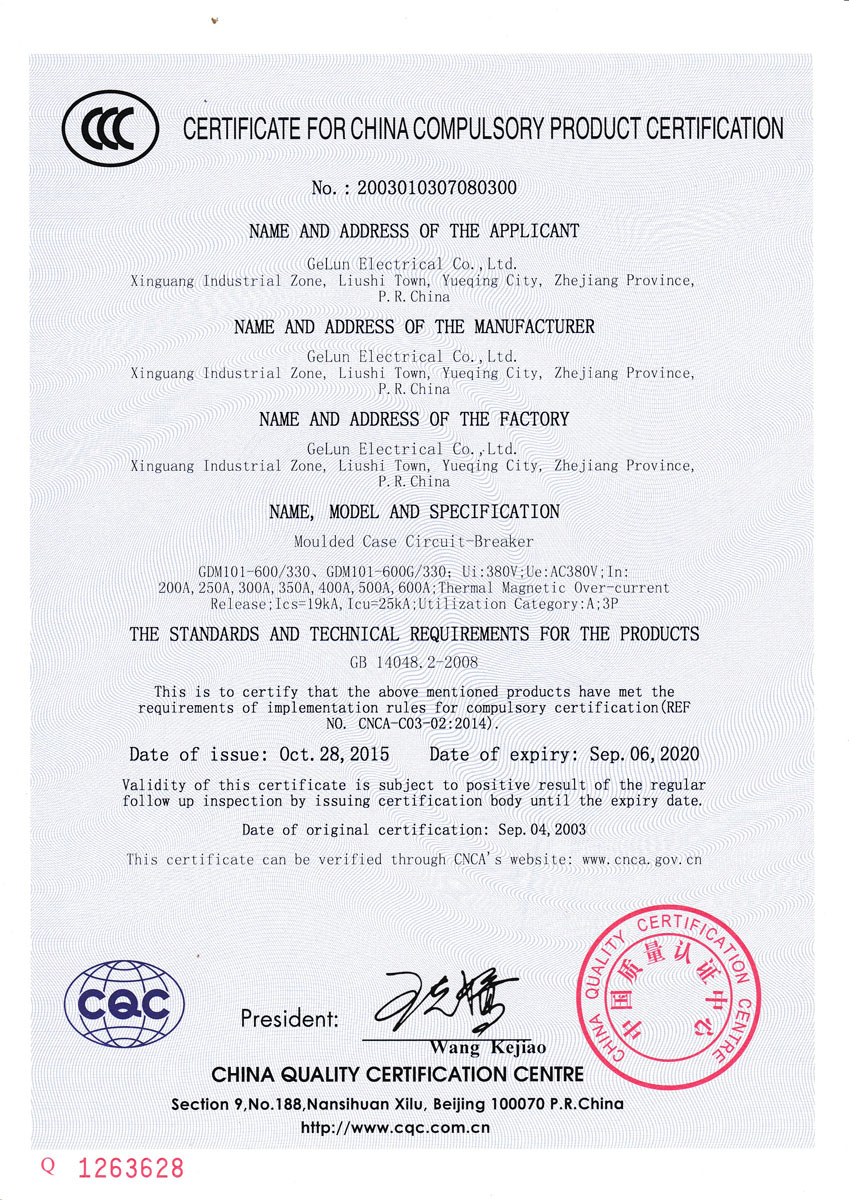 CCC
CERTIFICATE FOR CHINA COMPULSORY PRODUCT CERTIFICATION
No. : 2003010307080300
NAME AND ADDRESS OF THE APPLICANT
GeLun Electrical Co.,Ltd.
Xinguang Industrial Zone, Liushi Town, Yueqing City, Zhejiang Province,
P.R.China
NAME AND ADDRESS OF THE MANUFACTURER
GeLun Electrical Co.,Ltd.
Xinguang Industrial Zone, Liushi Town, Yueqing City, Zhejiang Province,
P.R.China
NAME AND ADDRESS OF THE FACTORY
GeLun Electrical Co.,Ltd.
Xinguang Industrial Zone, Liushi Town, Yueqing City, Zhejiang Province,
P.R.China
NAME, MODEL AND SPECIFICATION
Moulded Case Circuit-Breaker
GDM101-600/330、GDM101-600G/330; Ui:380V;Ue:AC380V;In:
200A,250A,300A,350A,400A,500A,600A;Thermal Magnetic Over-current
Release;Ics=19kA,Icu=25kA;Utilization Category:A;3P
THE STANDARDS AND TECHNICAL REQUIREMENTS FOR THE PRODUCTS
GB 14048.2-2008
This is to certify that the above mentioned products have met the
requirements of implementation rules for compulsory certification(REF
NO. CNCA-C03-02:2014).
Date of issue: Oct.28,2015 Date of expiry: Sep.06,2020
Validity of this certificate is subject to positive result of the regular
follow up inspection by issuing certification body until the expiry date.
Date of original certification: Sep.04,2003
This certificate can be verified through CNCA's website: www.cnca.gov.cn
CHINA QUALITY CERTIFICATION CENTRE
中国质量认证中心
CQC
President: 王克娇
Wang Kejiao
CHINA QUALITY CERTIFICATION CENTRE
Section 9,No.188,Nansihuan Xilu, Beijing 100070 P.R.China
http://www.cqc.com.cn
Q 1263628